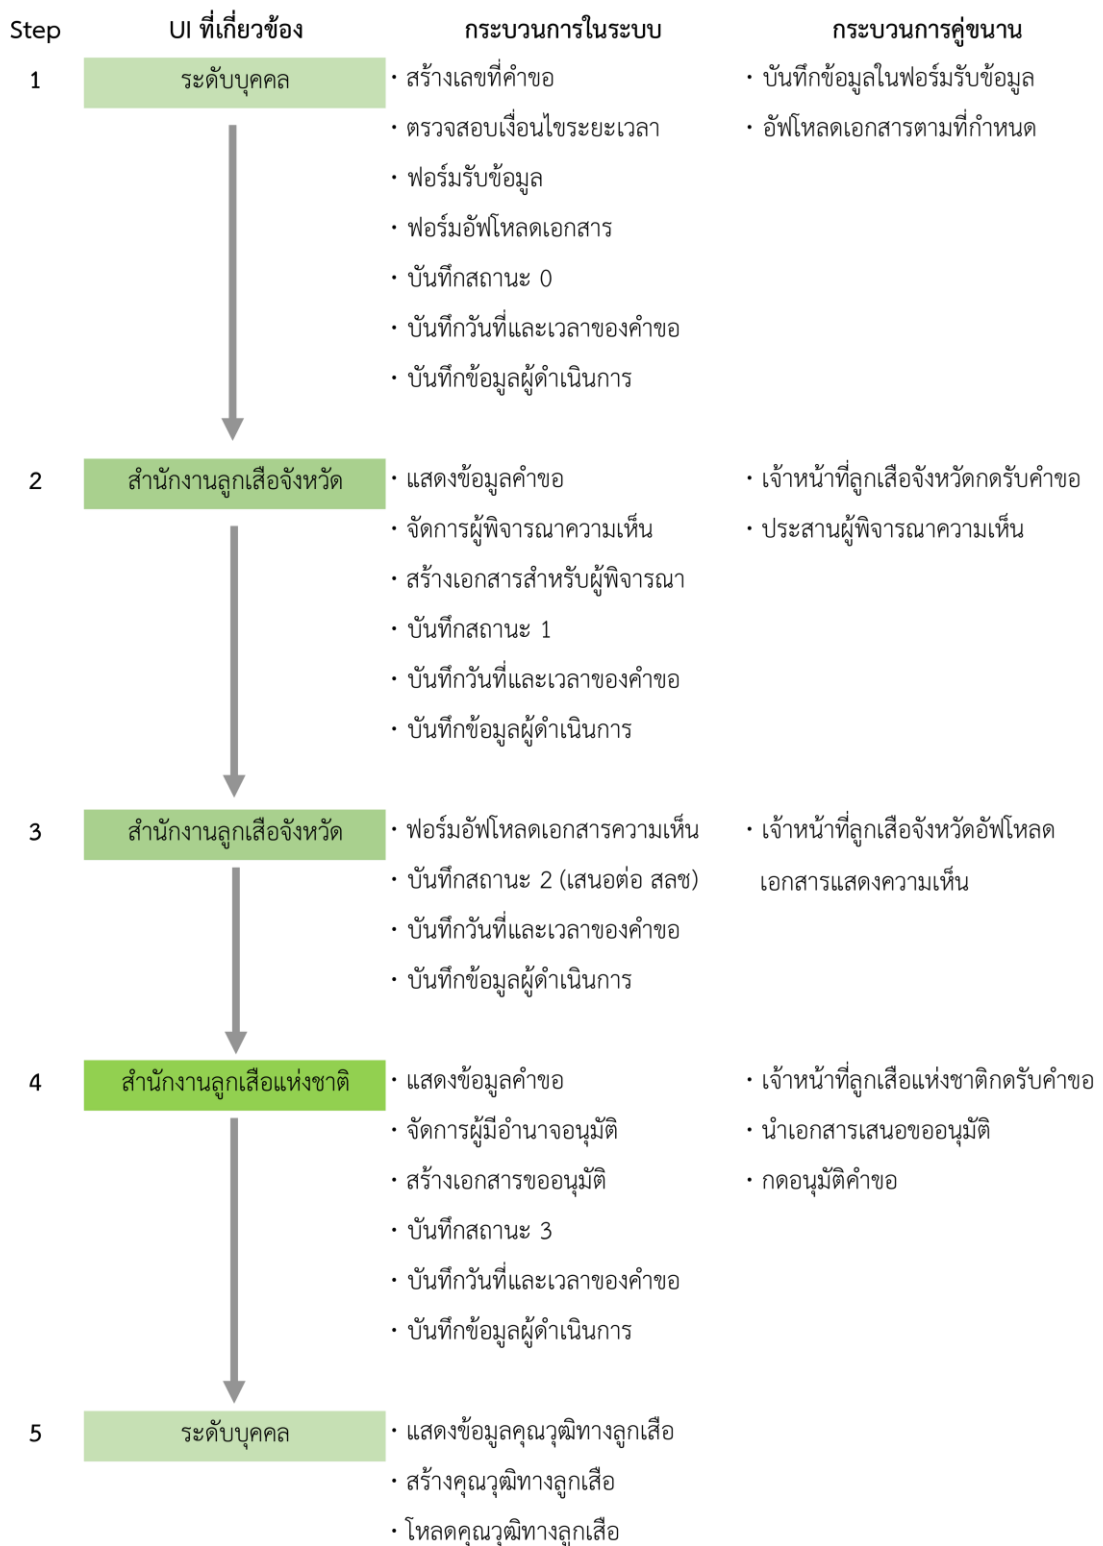 Step UI ที่เกี่ยวข้อง กระบวนการในระบบ กระบวนการคู่ขนาน
1 ระดับบุคคล · สร้างเลขที่คำขอ · บันทึกข้อมูลในฟอร์มรับข้อมูล
· ตรวจสอบเงื่อนไขระยะเวลา · อัฟโหลดเอกสารตามที่กำหนด
· ฟอร์มรับข้อมูล
· ฟอร์มอัฟโหลดเอกสาร
· บันทึกสถานะ 0
· บันทึกวันที่และเวลาของคำขอ
· บันทึกข้อมูลผู้ดำเนินการ
2 สำนักงานลูกเสือจังหวัด · แสดงข้อมูลคำขอ · เจ้าหน้าที่ลูกเสือจังหวัดกดรับคำขอ
· จัดการผู้พิจารณาความเห็น · ประสานผู้พิจารณาความเห็น
· สร้างเอกสารสำหรับผู้พิจารณา
· บันทึกสถานะ 1
· บันทึกวันที่และเวลาของคำขอ
· บันทึกข้อมูลผู้ดำเนินการ
3 สำนักงานลูกเสือจังหวัด · ฟอร์มอัฟโหลดเอกสารความเห็น · เจ้าหน้าที่ลูกเสือจังหวัดอัฟโหลด
· บันทึกสถานะ 2 (เสนอต่อ สลช) เอกสารแสดงความเห็น
· บันทึกวันที่และเวลาของคำขอ
· บันทึกข้อมูลผู้ดำเนินการ
4 สำนักงานลูกเสือแห่งชาติ · แสดงข้อมูลคำขอ · เจ้าหน้าที่ลูกเสือแห่งชาติกดรับคำขอ
· จัดการผู้มีอำนาจอนุมัติ · นำเอกสารเสนอขออนุมัติ
· สร้างเอกสารขออนุมัติ · กดอนุมัติคำขอ
· บันทึกสถานะ 3
· บันทึกวันที่และเวลาของคำขอ
· บันทึกข้อมูลผู้ดำเนินการ
5 ระดับบุคคล · แสดงข้อมูลคุณวุฒิทางลูกเสือ
· สร้างคุณวุฒิทางลูกเสือ
· โหลดคุณวุฒิทางลูกเสือ